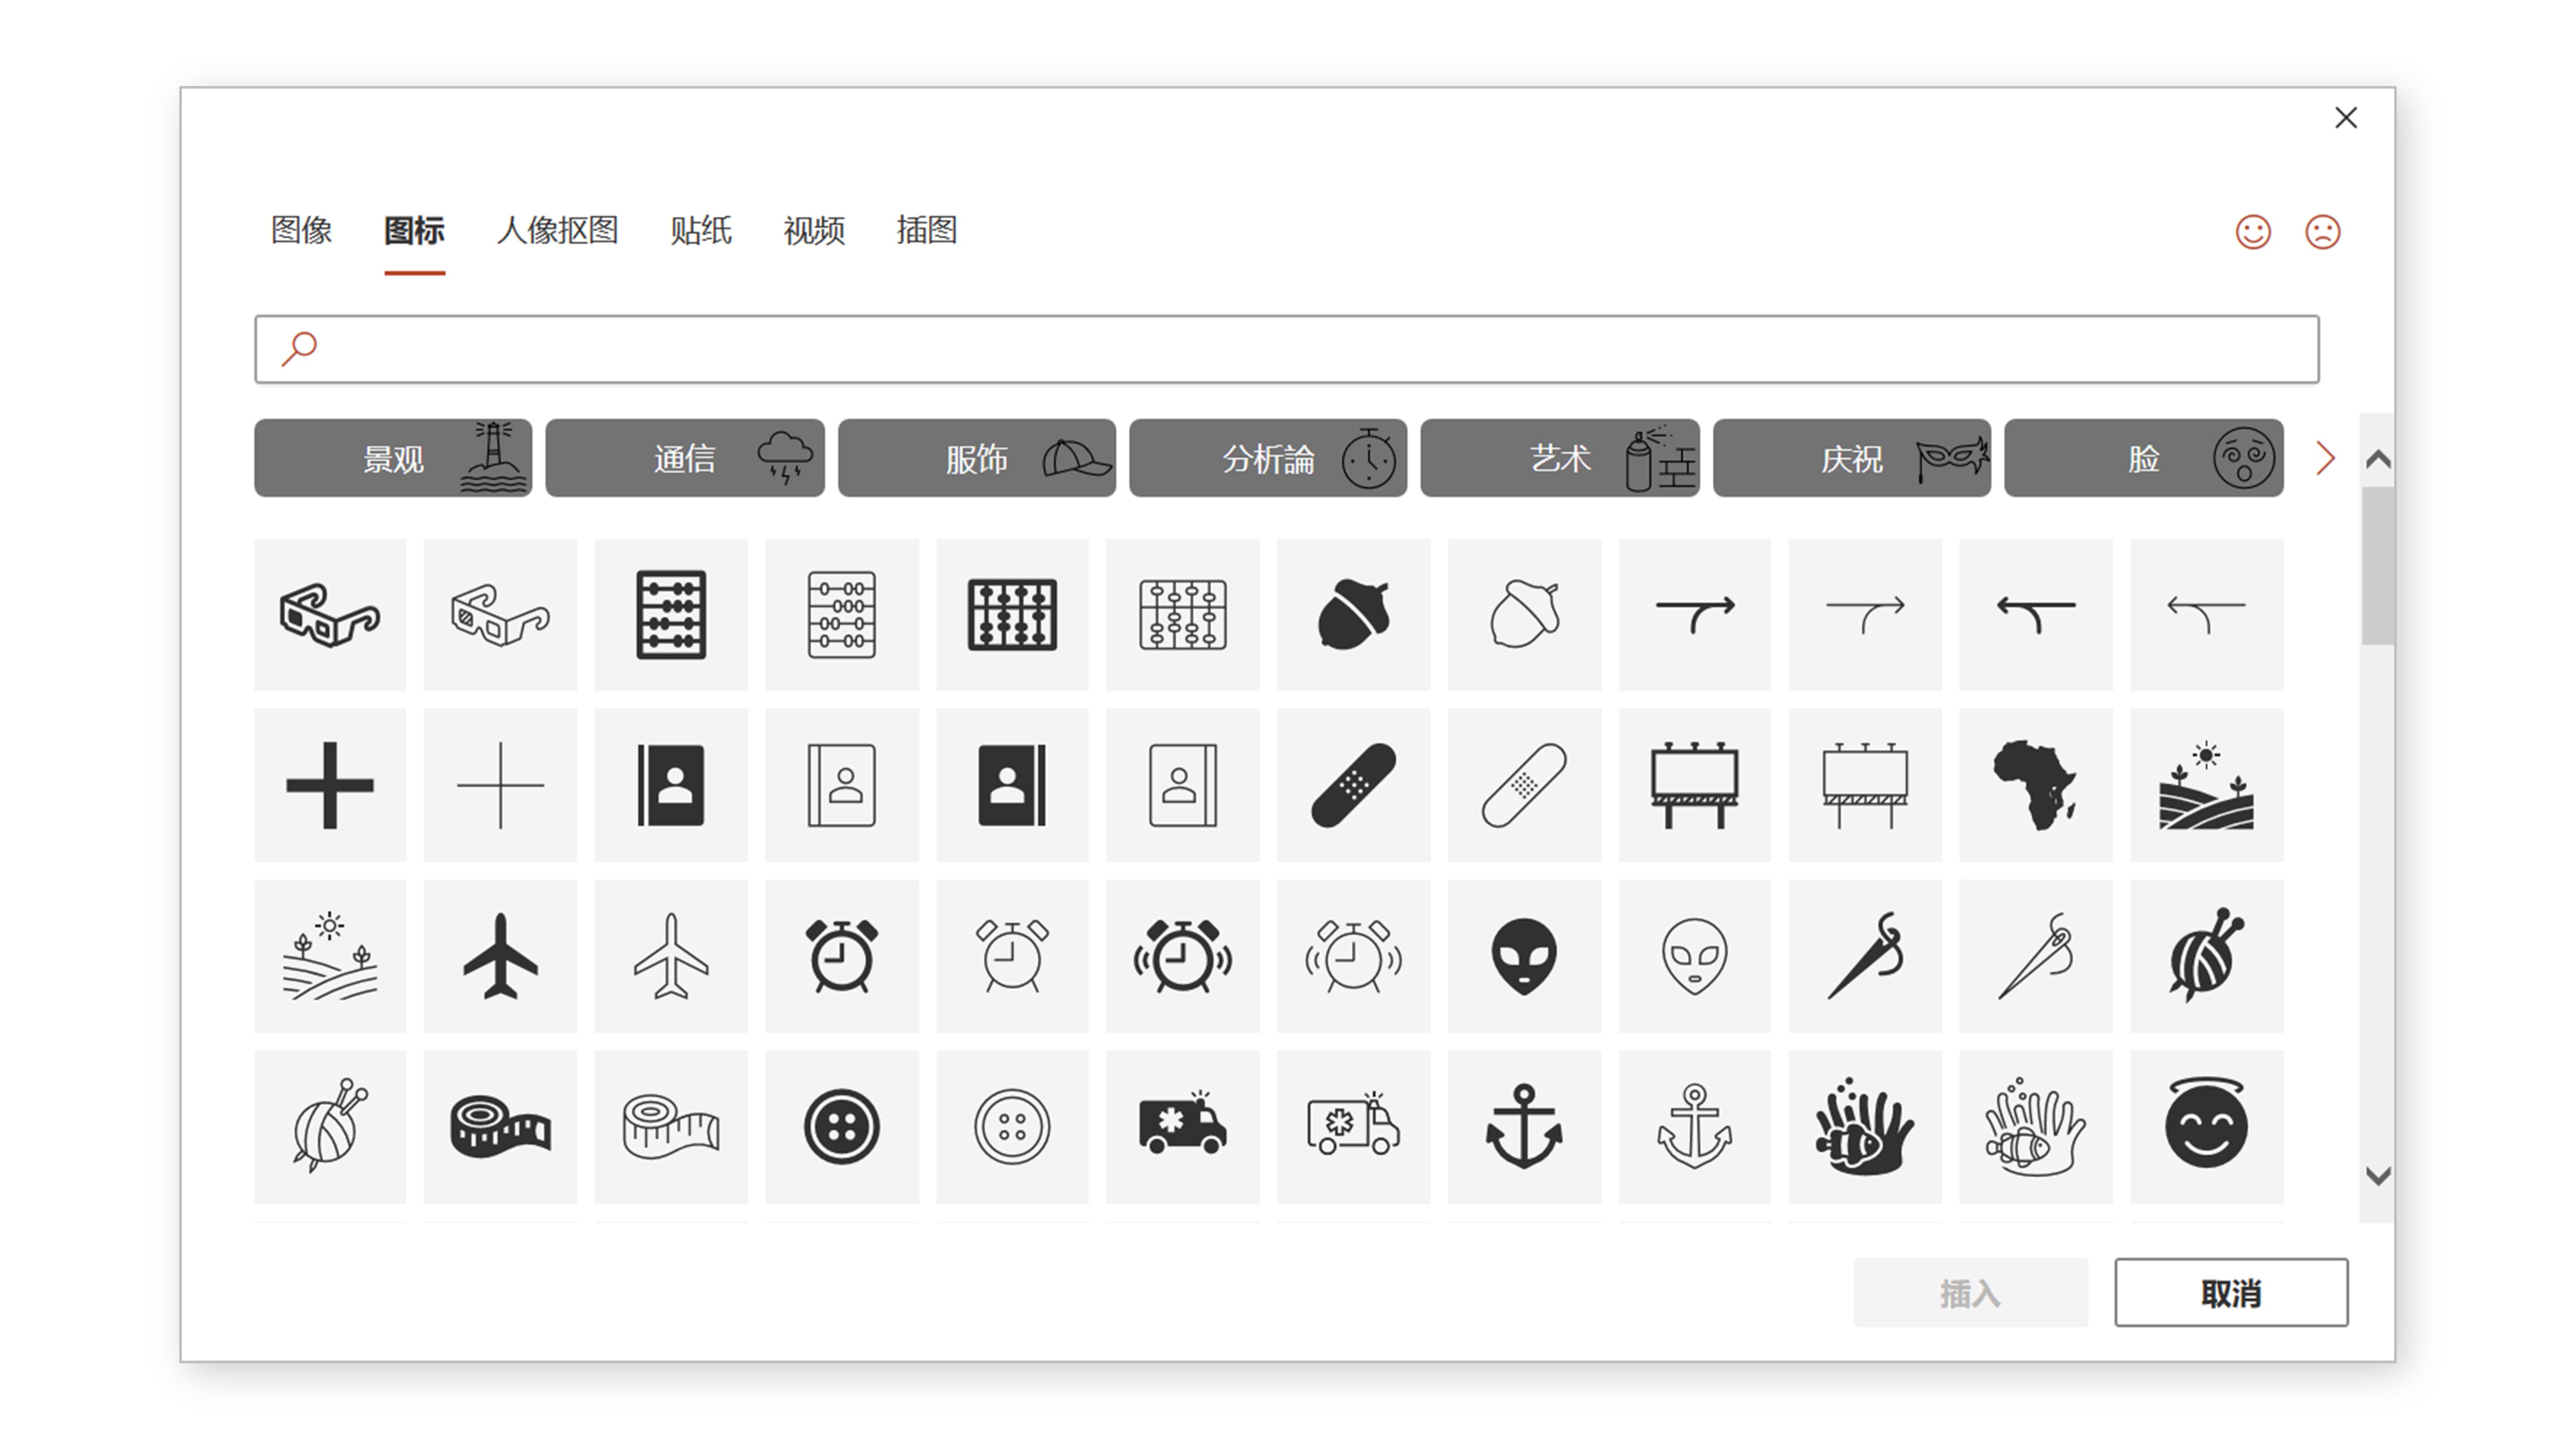 图像 图标 人像抠图 贴纸 视频 插图
景观 通信 服饰 分析論 艺术 庆祝 脸
插入 取消